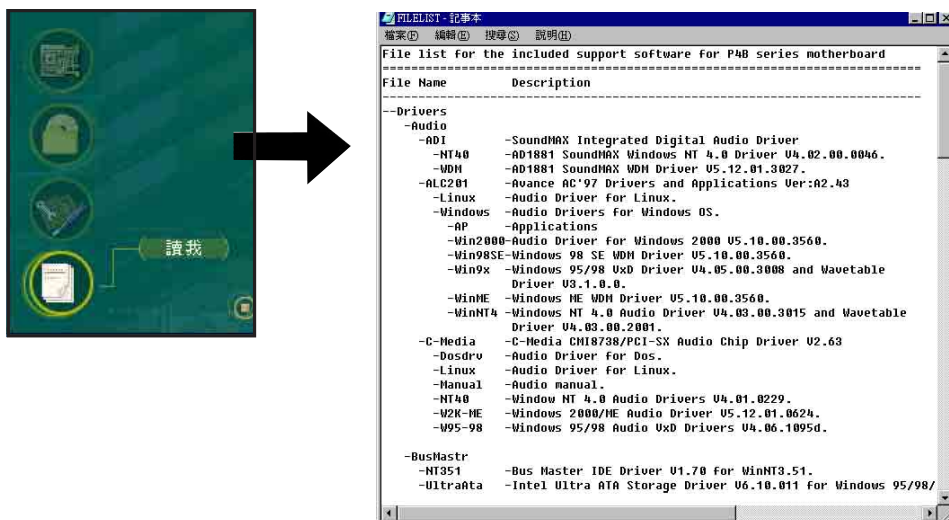 讀我
FILELIST - 記事本
檔案(F) 編輯(E) 搜尋(S) 說明(H)
File list for the included support software for P4B series motherboard
================================================================================
File Name Description
--------------------------------------------------------------------------------
--Drivers
-Audio
-ADI -SoundMAX Integrated Digital Audio Driver
-NT40 -AD1881 SoundMAX Windows NT 4.0 Driver V4.02.00.0046.
-WDM -AD1881 SoundMAX WDM Driver V5.12.01.3027.
-ALC201 -Avance AC'97 Drivers and Applications Ver:A2.43
-Linux -Audio Driver for Linux.
-Windows -Audio Drivers for Windows OS.
-AP -Applications
-Win2000-Audio Driver for Windows 2000 V5.10.00.3560.
-Win98SE-Windows 98 SE WDM Driver V5.10.00.3560.
-Win9x -Windows 95/98 VxD Driver V4.05.00.3008 and Wavetable
Driver V3.1.0.0.
-WinME -Windows ME WDM Driver V5.10.00.3560.
-WinNT4 -Windows NT 4.0 Audio Driver V4.03.00.3015 and Wavetable
Driver V4.03.00.2001.
-C-Media -C-Media CMI8738/PCI-SX Audio Chip Driver V2.63
-Dosdrv -Audio Driver for Dos.
-Linux -Audio Driver for Linux.
-Manual -Audio manual.
-NT40 -Window NT 4.0 Audio Drivers V4.01.0229.
-W2K-ME -Windows 2000/ME Audio Driver V5.12.01.0624.
-W95-98 -Windows 95/98 Audio VxD Drivers V4.06.1095d.
-BusMastr
-NT351 -Bus Master IDE Driver V1.70 for WinNT3.51.
-UltraAta -Intel Ultra ATA Storage Driver V6.10.011 for Windows 95/98/